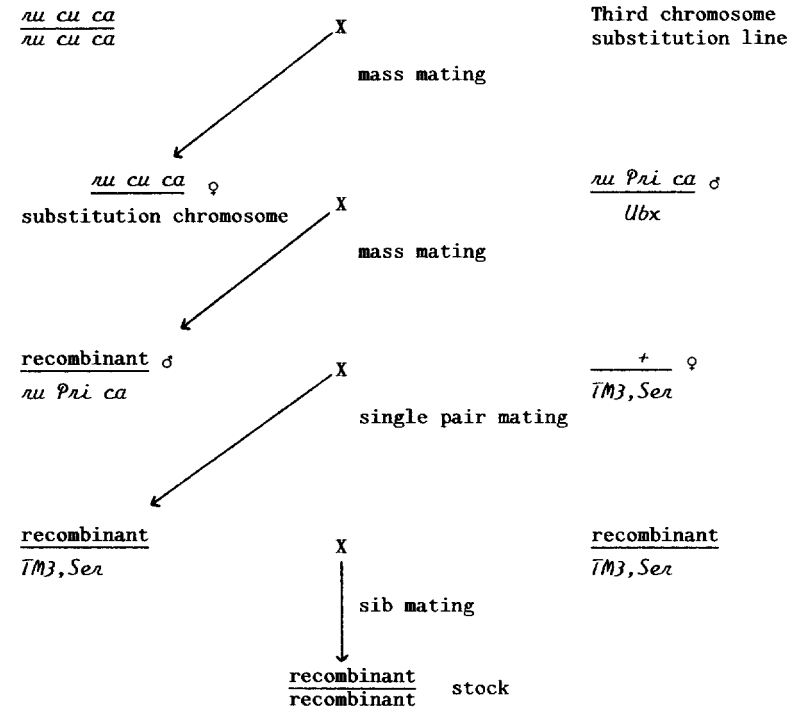 ru cu ca
ru cu ca
X
Third chromosome
substitution line
mass mating
ru cu ca ♀
substitution chromosome
X
ru Pri ca ♂
Ubx
mass mating
recombinant ♂
ru Pri ca
X
+ ♀
TM3,Ser
single pair mating
recombinant
TM3,Ser
X
recombinant
TM3,Ser
sib mating
recombinant
recombinant
stock